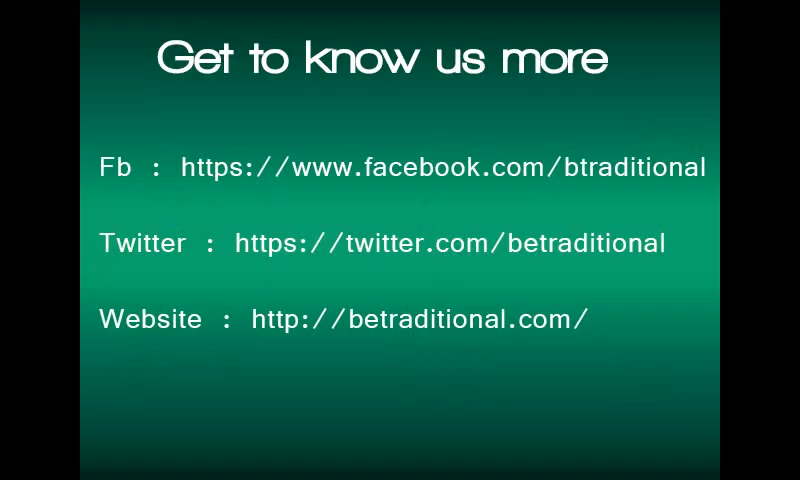 Get to know us more
Fb : https://www.facebook.com/btraditional
Twitter : https://twitter.com/betraditional
Website : http://betraditional.com/